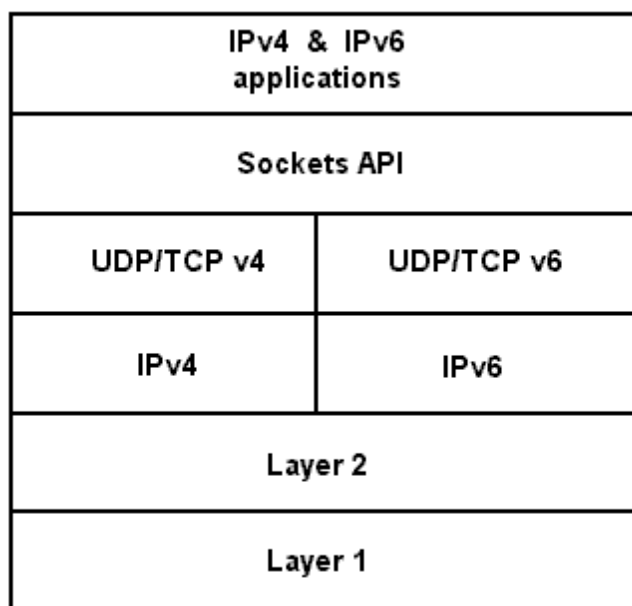 IPv4 & IPv6
applications
Sockets API
UDP/TCP v4
UDP/TCP v6
IPv4
IPv6
Layer 2
Layer 1